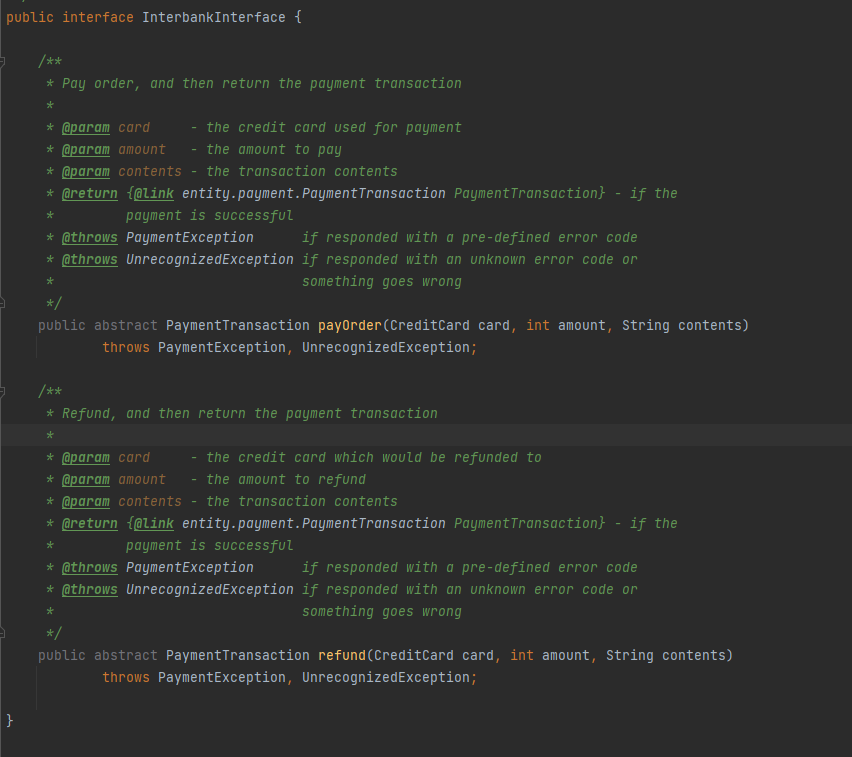 public interface InterbankInterface {
/**
* Pay order, and then return the payment transaction
*
* @param card     - the credit card used for payment
* @param amount   - the amount to pay
* @param contents - the transaction contents
* @return {@link entity.payment.PaymentTransaction PaymentTransaction} - if the
*         payment is successful
* @throws PaymentException      if responded with a pre-defined error code
* @throws UnrecognizedException if responded with an unknown error code or
*                               something goes wrong
*/
public abstract PaymentTransaction payOrder(CreditCard card, int amount, String contents)
throws PaymentException, UnrecognizedException;
/**
* Refund, and then return the payment transaction
*
* @param card     - the credit card which would be refunded to
* @param amount   - the amount to refund
* @param contents - the transaction contents
* @return {@link entity.payment.PaymentTransaction PaymentTransaction} - if the
*         payment is successful
* @throws PaymentException      if responded with a pre-defined error code
* @throws UnrecognizedException if responded with an unknown error code or
*                               something goes wrong
*/
public abstract PaymentTransaction refund(CreditCard card, int amount, String contents)
throws PaymentException, UnrecognizedException;
}